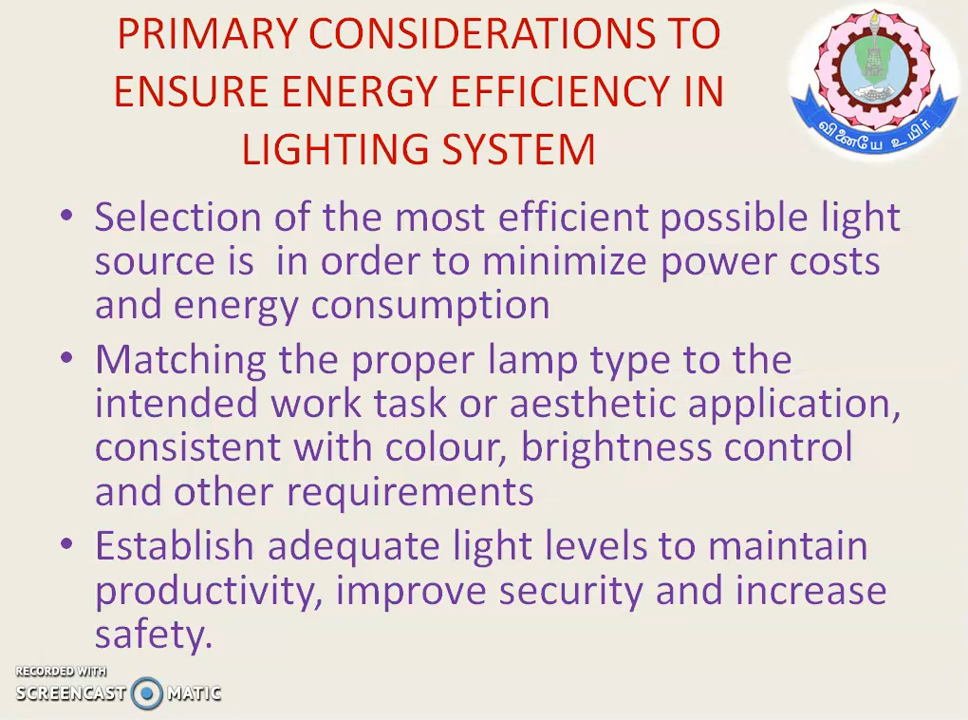 PRIMARY CONSIDERATIONS TO
ENSURE ENERGY EFFICIENCY IN
LIGHTING SYSTEM
வினையே உயிர்
• Selection of the most efficient possible light
source is in order to minimize power costs
and energy consumption
• Matching the proper lamp type to the
intended work task or aesthetic application,
consistent with colour, brightness control
and other requirements
• Establish adequate light levels to maintain
productivity, improve security and increase
safety.
RECORDED WITH
SCREENCAST MATIC